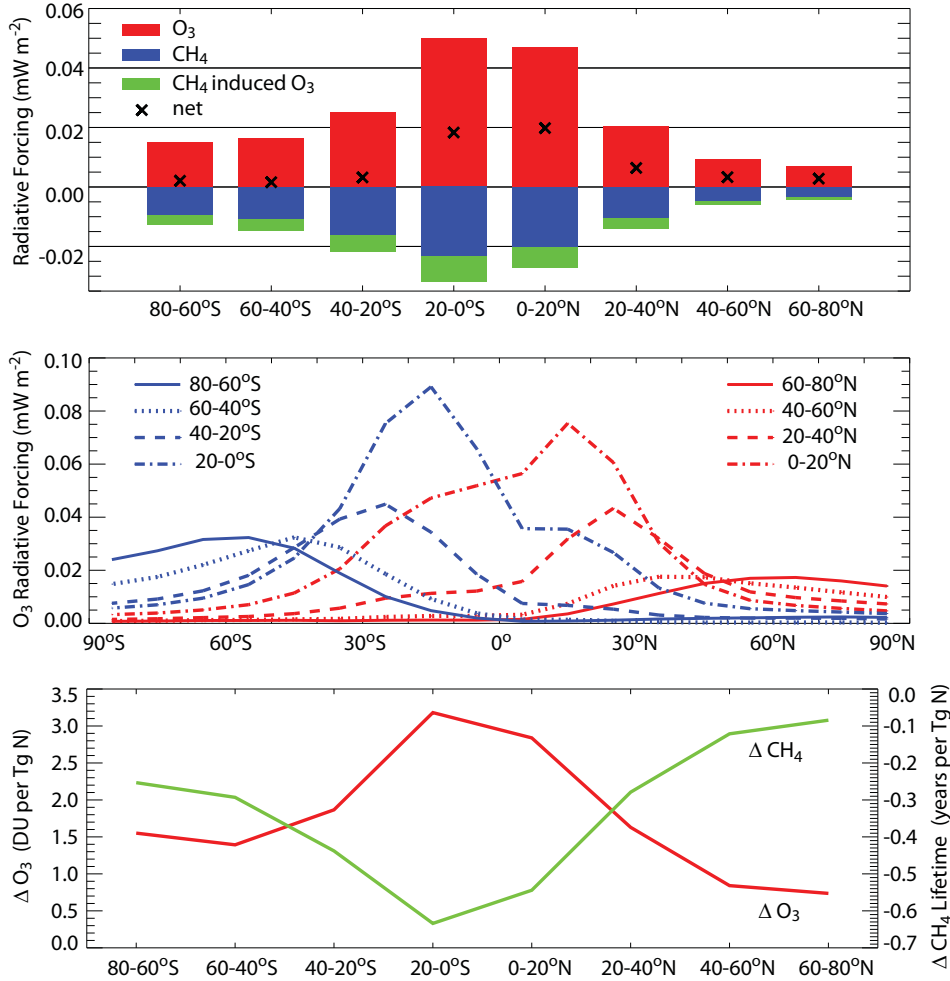 0.06
0.04
0.02
0.00
-0.02
Radiative Forcing (mW m⁻²)
O₃
CH₄
CH₄ induced O₃
net
80-60°S 60-40°S 40-20°S 20-0°S 0-20°N 20-40°N 40-60°N 60-80°N
0.10
0.08
0.06
0.04
0.02
0.00
O₃ Radiative Forcing (mW m⁻²)
80-60°S
60-40°S
40-20°S
20-0°S
60-80°N
40-60°N
20-40°N
0-20°N
90°S 60°S 30°S 0° 30°N 60°N 90°N
3.5
3.0
2.5
2.0
1.5
1.0
0.5
0.0
Δ O₃ (DU per Tg N)
Δ CH₄
Δ O₃
0.0
-0.1
-0.2
-0.3
-0.4
-0.5
-0.6
-0.7
Δ CH₄ Lifetime (years per Tg N)
80-60°S 60-40°S 40-20°S 20-0°S 0-20°N 20-40°N 40-60°N 60-80°N